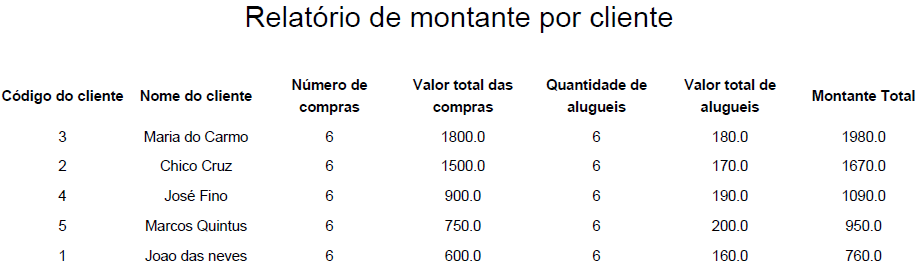 Relatório de montante por cliente
Código do cliente Nome do cliente Número de compras Valor total das compras Quantidade de alugueis Valor total de alugueis Montante Total
3 Maria do Carmo 6 1800.0 6 180.0 1980.0
2 Chico Cruz 6 1500.0 6 170.0 1670.0
4 José Fino 6 900.0 6 190.0 1090.0
5 Marcos Quintus 6 750.0 6 200.0 950.0
1 Joao das neves 6 600.0 6 160.0 760.0